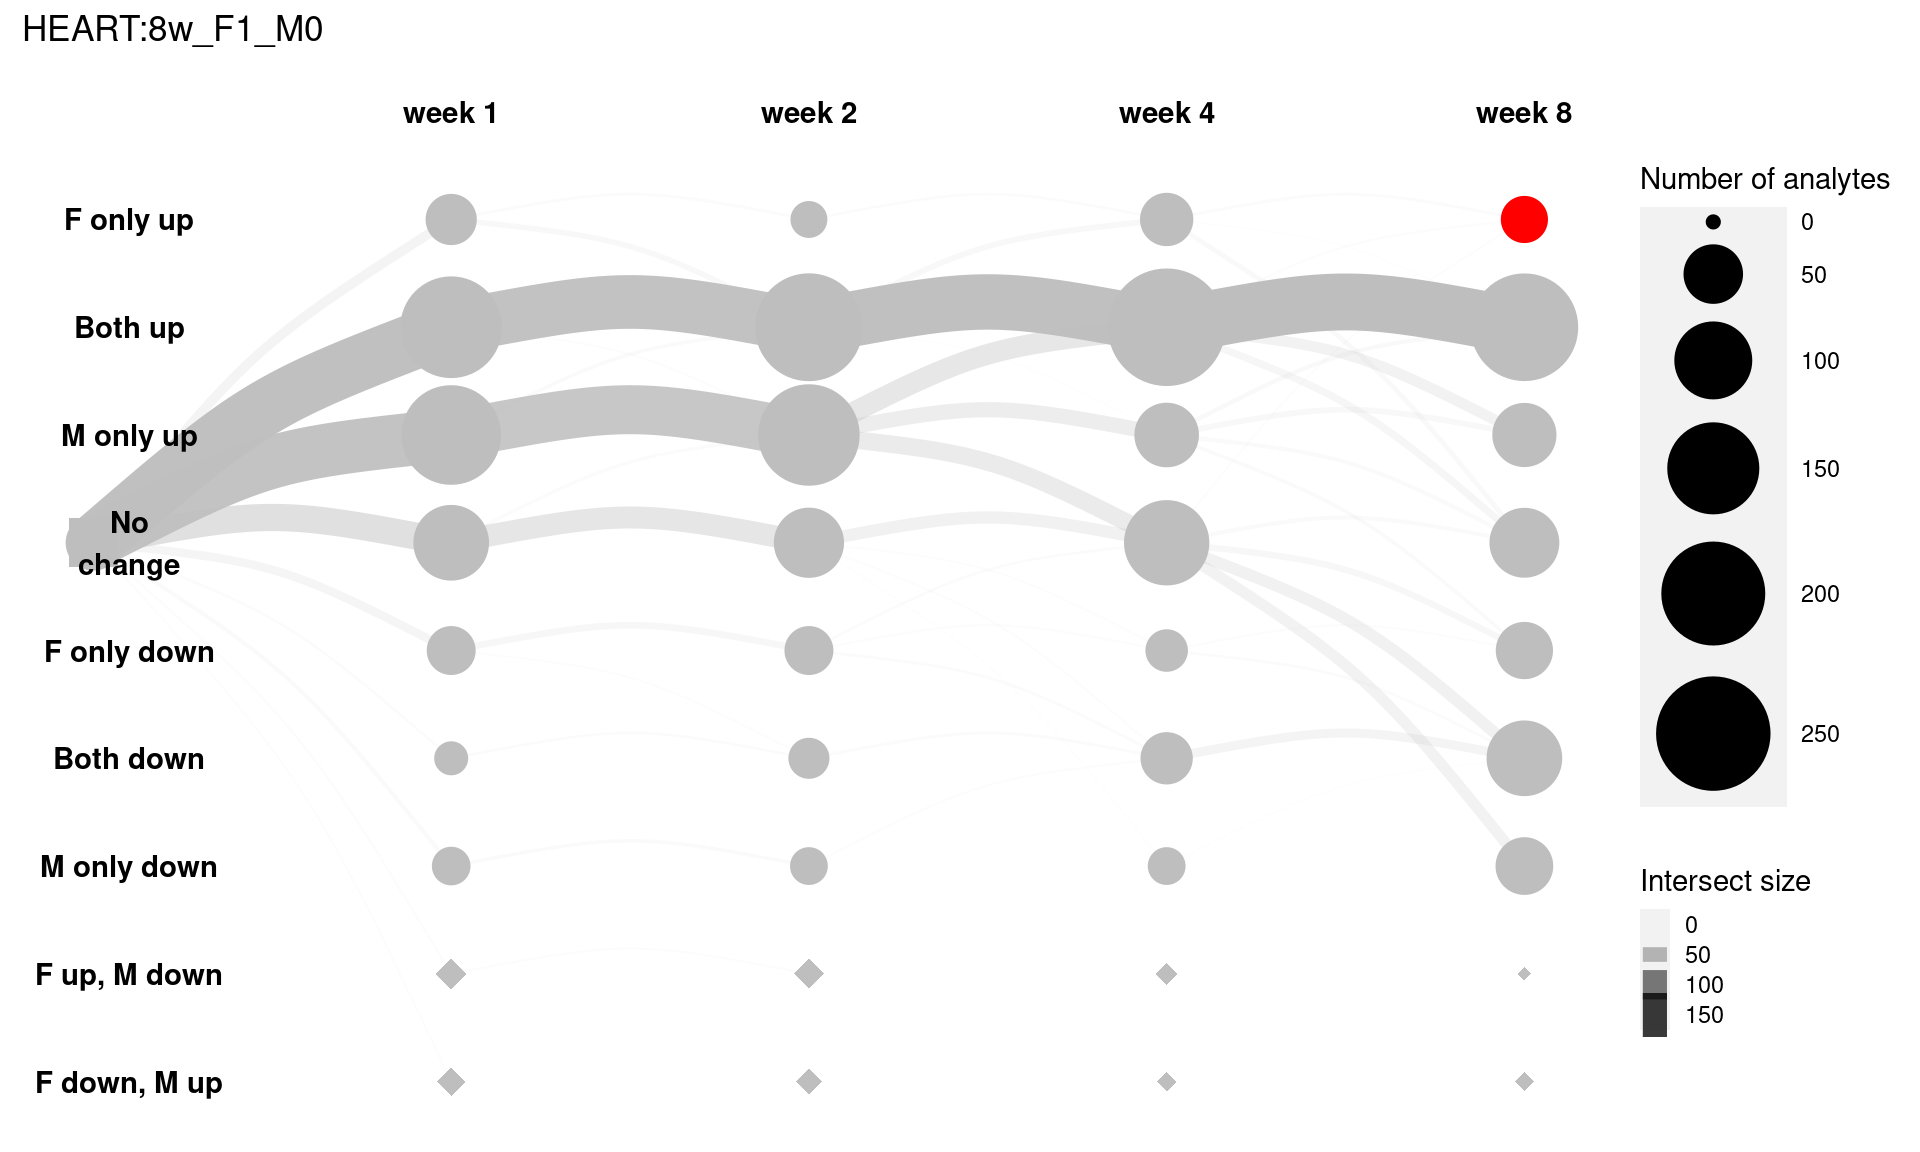 HEART:8w_F1_M0
week 1
week 2
week 4
week 8
F only up
Both up
M only up
No
change
F only down
Both down
M only down
F up, M down
F down, M up
Number of analytes
0
50
100
150
200
250
Intersect size
0
50
100
150